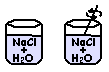 NaCl
+
H₂O
NaCl
+
H₂O
$